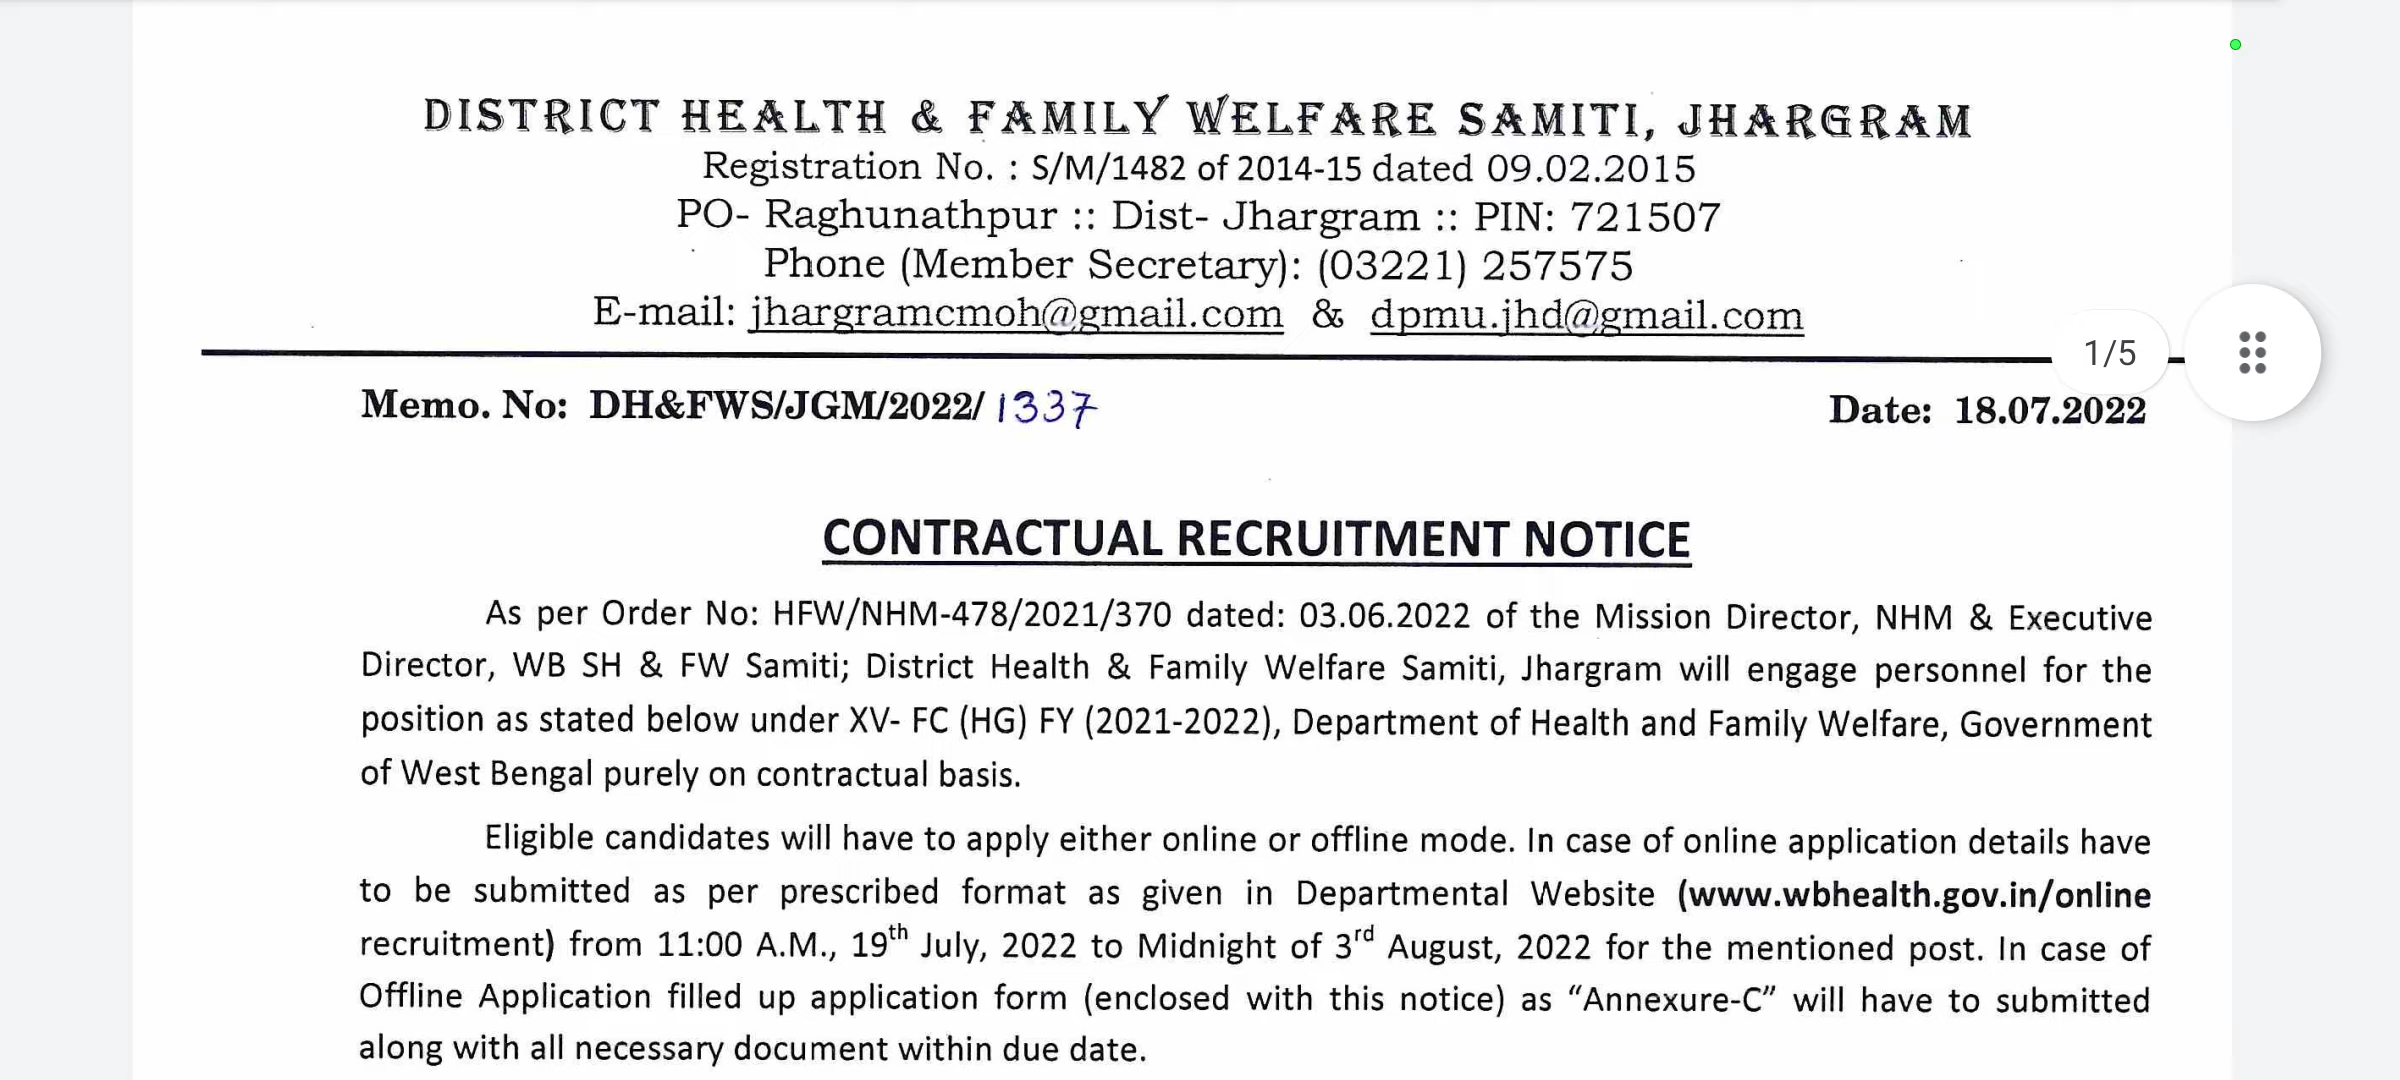 DISTRICT HEALTH & FAMILY WELFARE SAMITI, JHARGRAM
Registration No. : S/M/1482 of 2014-15 dated 09.02.2015
PO- Raghunathpur :: Dist- Jhargram :: PIN: 721507
Phone (Member Secretary): (03221) 257575
E-mail: jhargramcmoh@gmail.com & dpmu.jhd@gmail.com
1/5
Memo. No: DH&FWS/JGM/2022/ 1337 Date: 18.07.2022
CONTRACTUAL RECRUITMENT NOTICE
As per Order No: HFW/NHM-478/2021/370 dated: 03.06.2022 of the Mission Director, NHM & Executive
Director, WB SH & FW Samiti; District Health & Family Welfare Samiti, Jhargram will engage personnel for the
position as stated below under XV- FC (HG) FY (2021-2022), Department of Health and Family Welfare, Government
of West Bengal purely on contractual basis.
Eligible candidates will have to apply either online or offline mode. In case of online application details have
to be submitted as per prescribed format as given in Departmental Website (www.wbhealth.gov.in/online
recruitment) from 11:00 A.M., 19th July, 2022 to Midnight of 3rd August, 2022 for the mentioned post. In case of
Offline Application filled up application form (enclosed with this notice) as “Annexure-C” will have to submitted
along with all necessary document within due date.